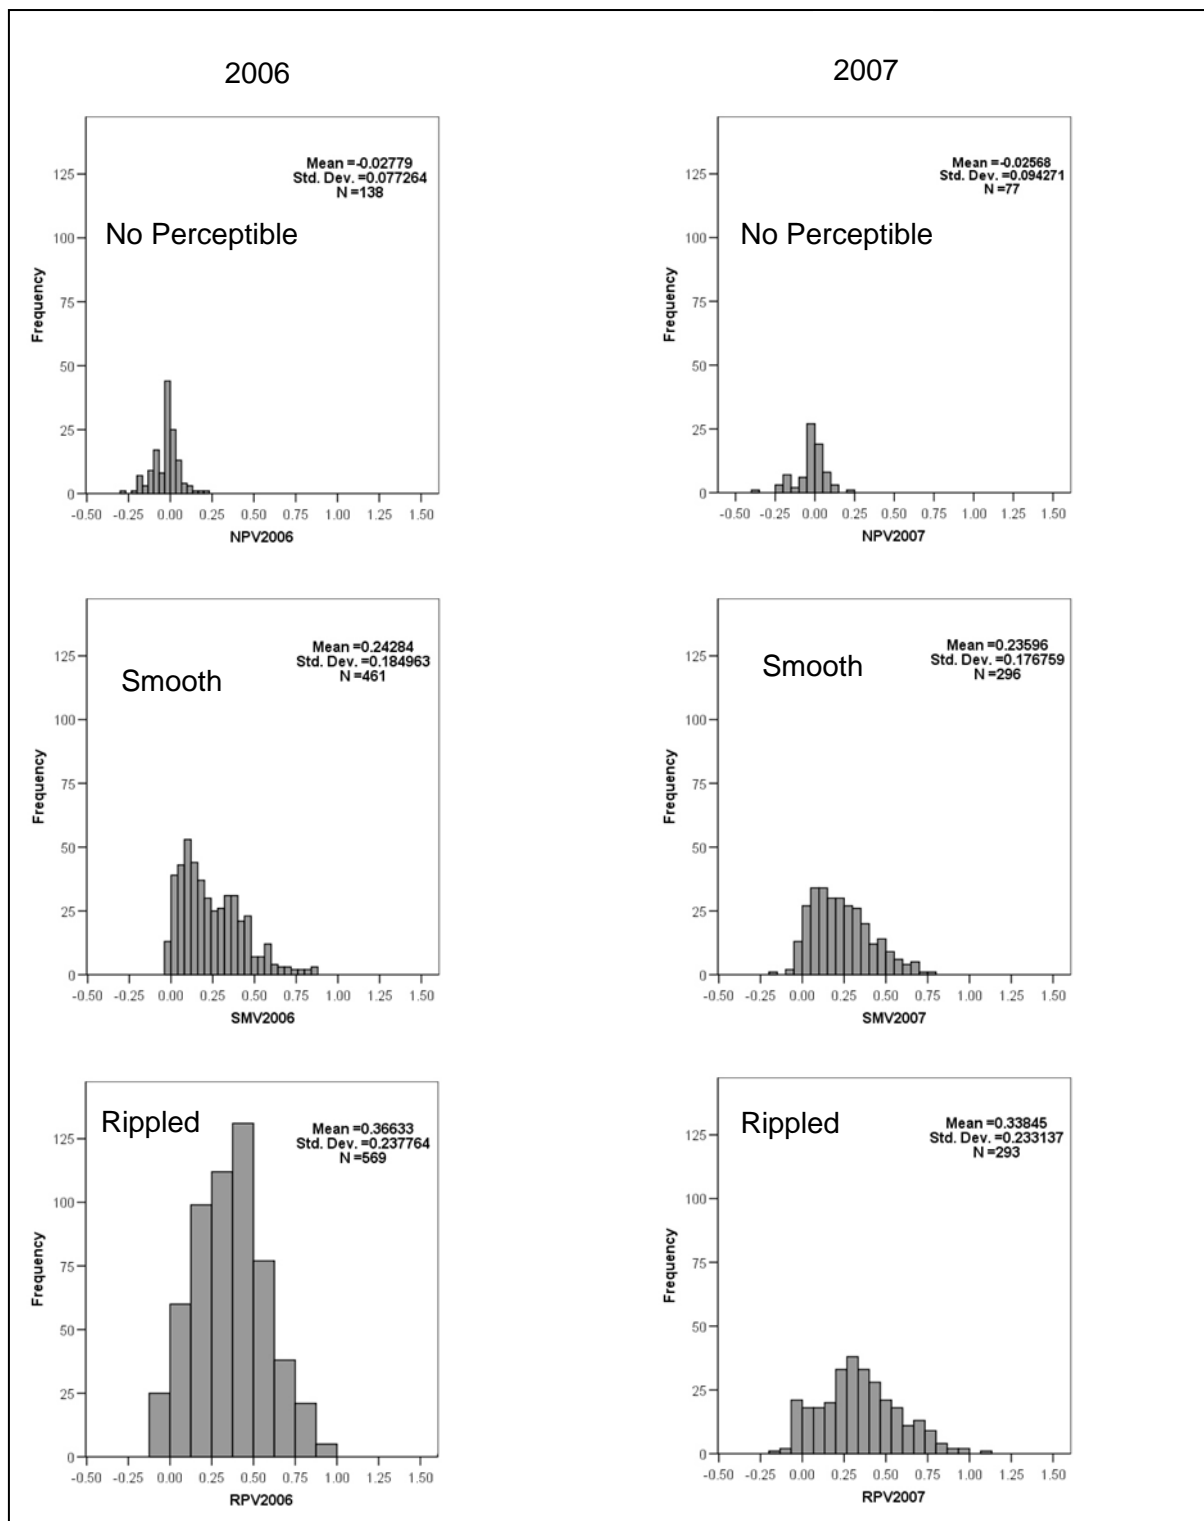 2006
2007
Mean =-0.02779
Std. Dev. =0.077264
N =138
No Perceptible
125
100
75
50
25
0
Frequency
-0.50 -0.25 0.00 0.25 0.50 0.75 1.00 1.25 1.50
NPV2006
Mean =-0.02568
Std. Dev. =0.094271
N =77
No Perceptible
125
100
75
50
25
0
Frequency
-0.50 -0.25 0.00 0.25 0.50 0.75 1.00 1.25 1.50
NPV2007
Mean =0.24284
Std. Dev. =0.184963
N =461
Smooth
125
100
75
50
25
0
Frequency
-0.50 -0.25 0.00 0.25 0.50 0.75 1.00 1.25 1.50
SMV2006
Mean =0.23596
Std. Dev. =0.176759
N =296
Smooth
125
100
75
50
25
0
Frequency
-0.50 -0.25 0.00 0.25 0.50 0.75 1.00 1.25 1.50
SMV2007
Rippled
Mean =0.36633
Std. Dev. =0.237764
N =569
125
100
75
50
25
0
Frequency
-0.50 -0.25 0.00 0.25 0.50 0.75 1.00 1.25 1.50
RPV2006
Rippled
Mean =0.33845
Std. Dev. =0.233137
N =293
125
100
75
50
25
0
Frequency
-0.50 -0.25 0.00 0.25 0.50 0.75 1.00 1.25 1.50
RPV2007